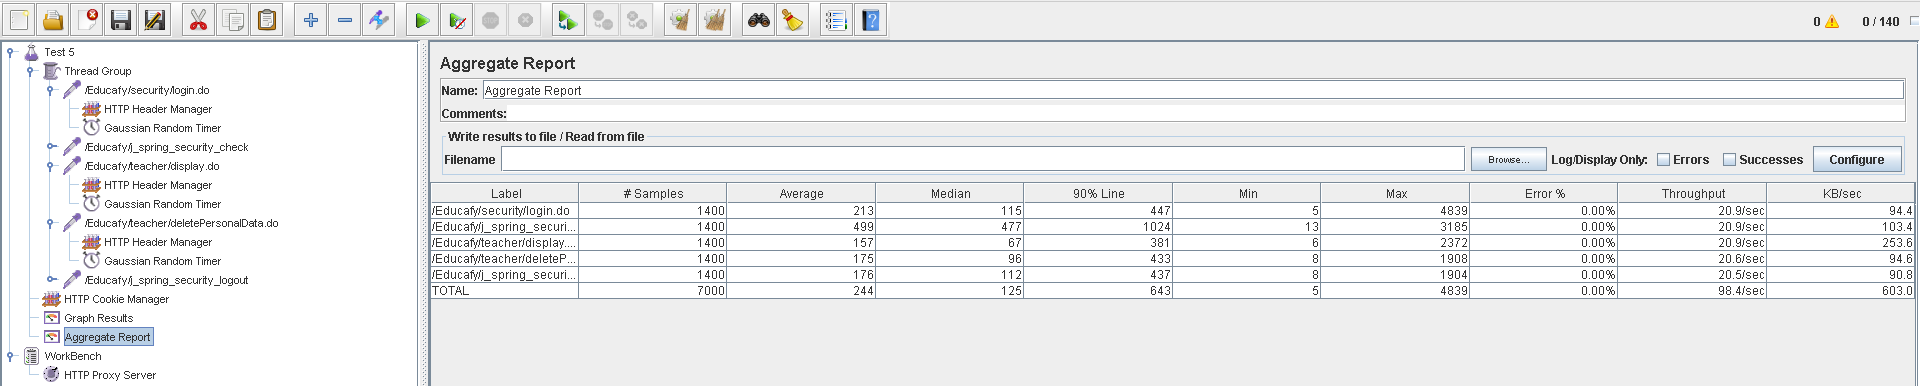 0 0 / 140
Test 5
Thread Group
/Educafy/security/login.do
HTTP Header Manager
Gaussian Random Timer
/Educafy/j_spring_security_check
/Educafy/teacher/display.do
HTTP Header Manager
Gaussian Random Timer
/Educafy/teacher/deletePersonalData.do
HTTP Header Manager
Gaussian Random Timer
/Educafy/j_spring_security_logout
HTTP Cookie Manager
Graph Results
Aggregate Report
WorkBench
HTTP Proxy Server
Aggregate Report
Name: Aggregate Report
Comments:
Write results to file / Read from file
Filename Browse... Log/Display Only: Errors Successes Configure
Label # Samples Average Median 90% Line Min Max Error % Throughput KB/sec
/Educafy/security/login.do 1400 213 115 447 5 4839 0.00% 20.9/sec 94.4
/Educafy/j_spring_securi... 1400 499 477 1024 13 3185 0.00% 20.9/sec 103.4
/Educafy/teacher/display.... 1400 157 67 381 6 2372 0.00% 20.9/sec 253.6
/Educafy/teacher/deleteP... 1400 175 96 433 8 1908 0.00% 20.6/sec 94.6
/Educafy/j_spring_securi... 1400 176 112 437 8 1904 0.00% 20.5/sec 90.8
TOTAL 7000 244 125 643 5 4839 0.00% 98.4/sec 603.0